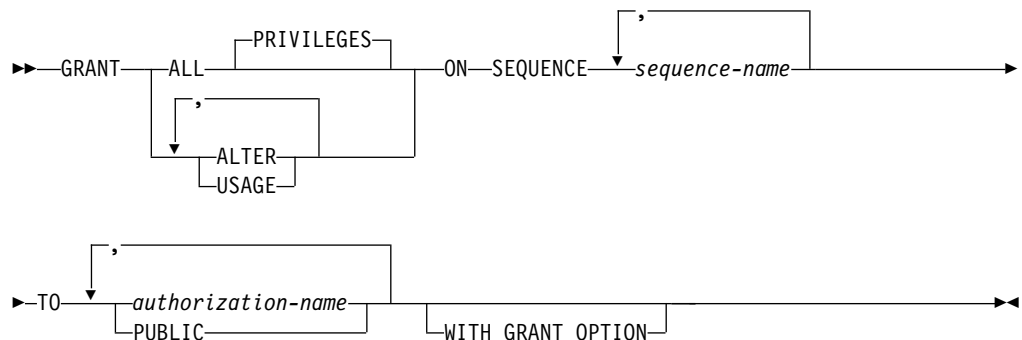 ,
PRIVILEGES
GRANT ALL ON SEQUENCE sequence-name
,
ALTER
USAGE
,
TO authorization-name
PUBLIC WITH GRANT OPTION